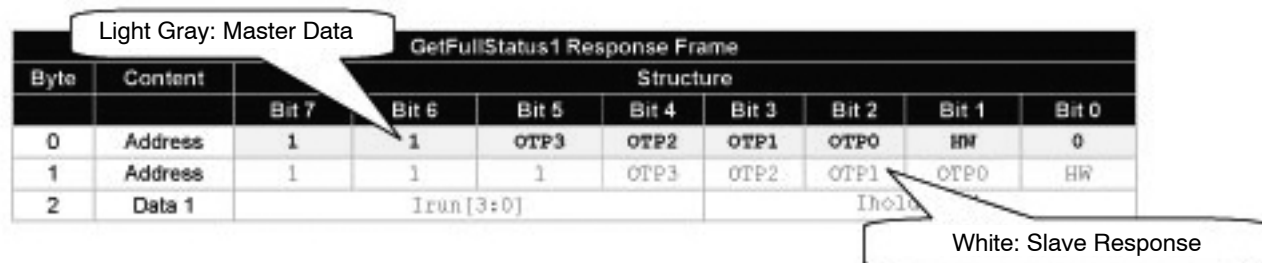 Light Gray: Master Data
GetFullStatus1 Response Frame
Byte Content Structure
Bit 7 Bit 6 Bit 5 Bit 4 Bit 3 Bit 2 Bit 1 Bit 0
0 Address 1 1 OTP3 OTP2 OTP1 OTP0 HW 0
1 Address 1 1 1 OTP3 OTP2 OTP1 OTP0 HW
2 Data 1 Irun[3:0]
White: Slave Response